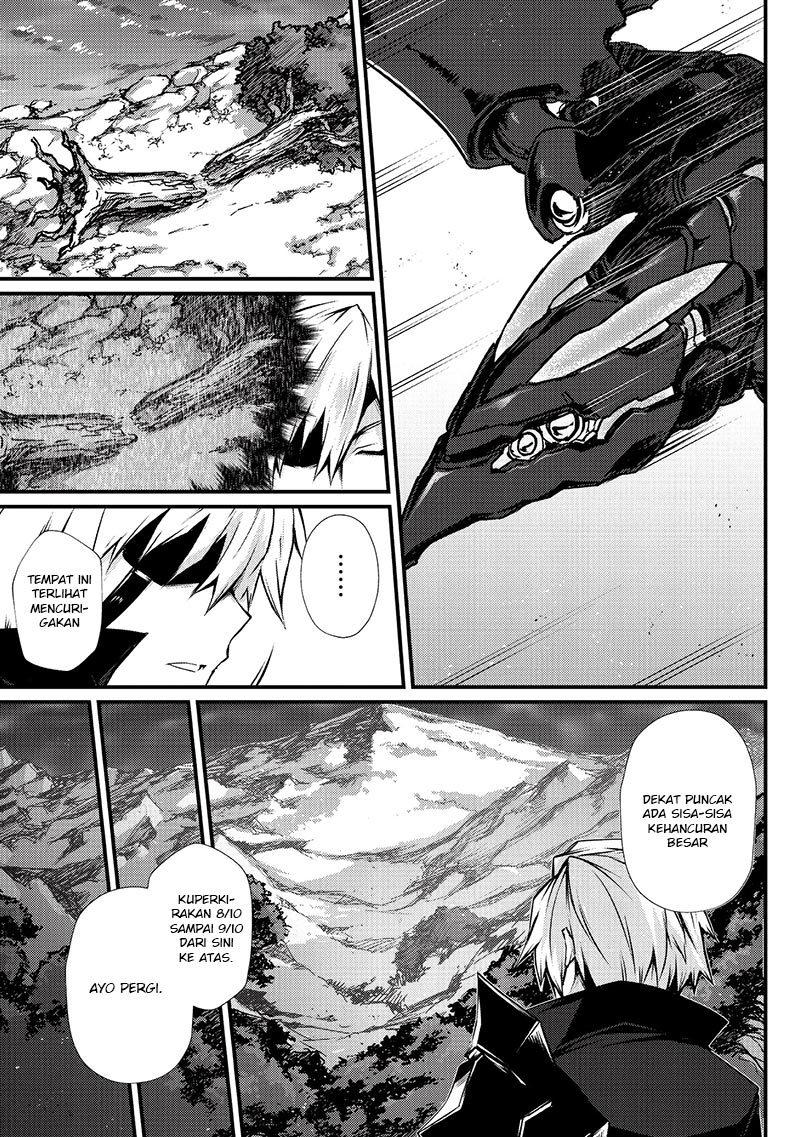 ......
TEMPAT INI
TERLIHAT
MENCURI-
GAKAN
DEKAT PUNCAK
ADA SISA-SISA
KEHANCURAN
BESAR
KUPERKI-
RAKAN 8/10
SAMPAI 9/10
DARI SINI
KE ATAS.
AYO PERGI.